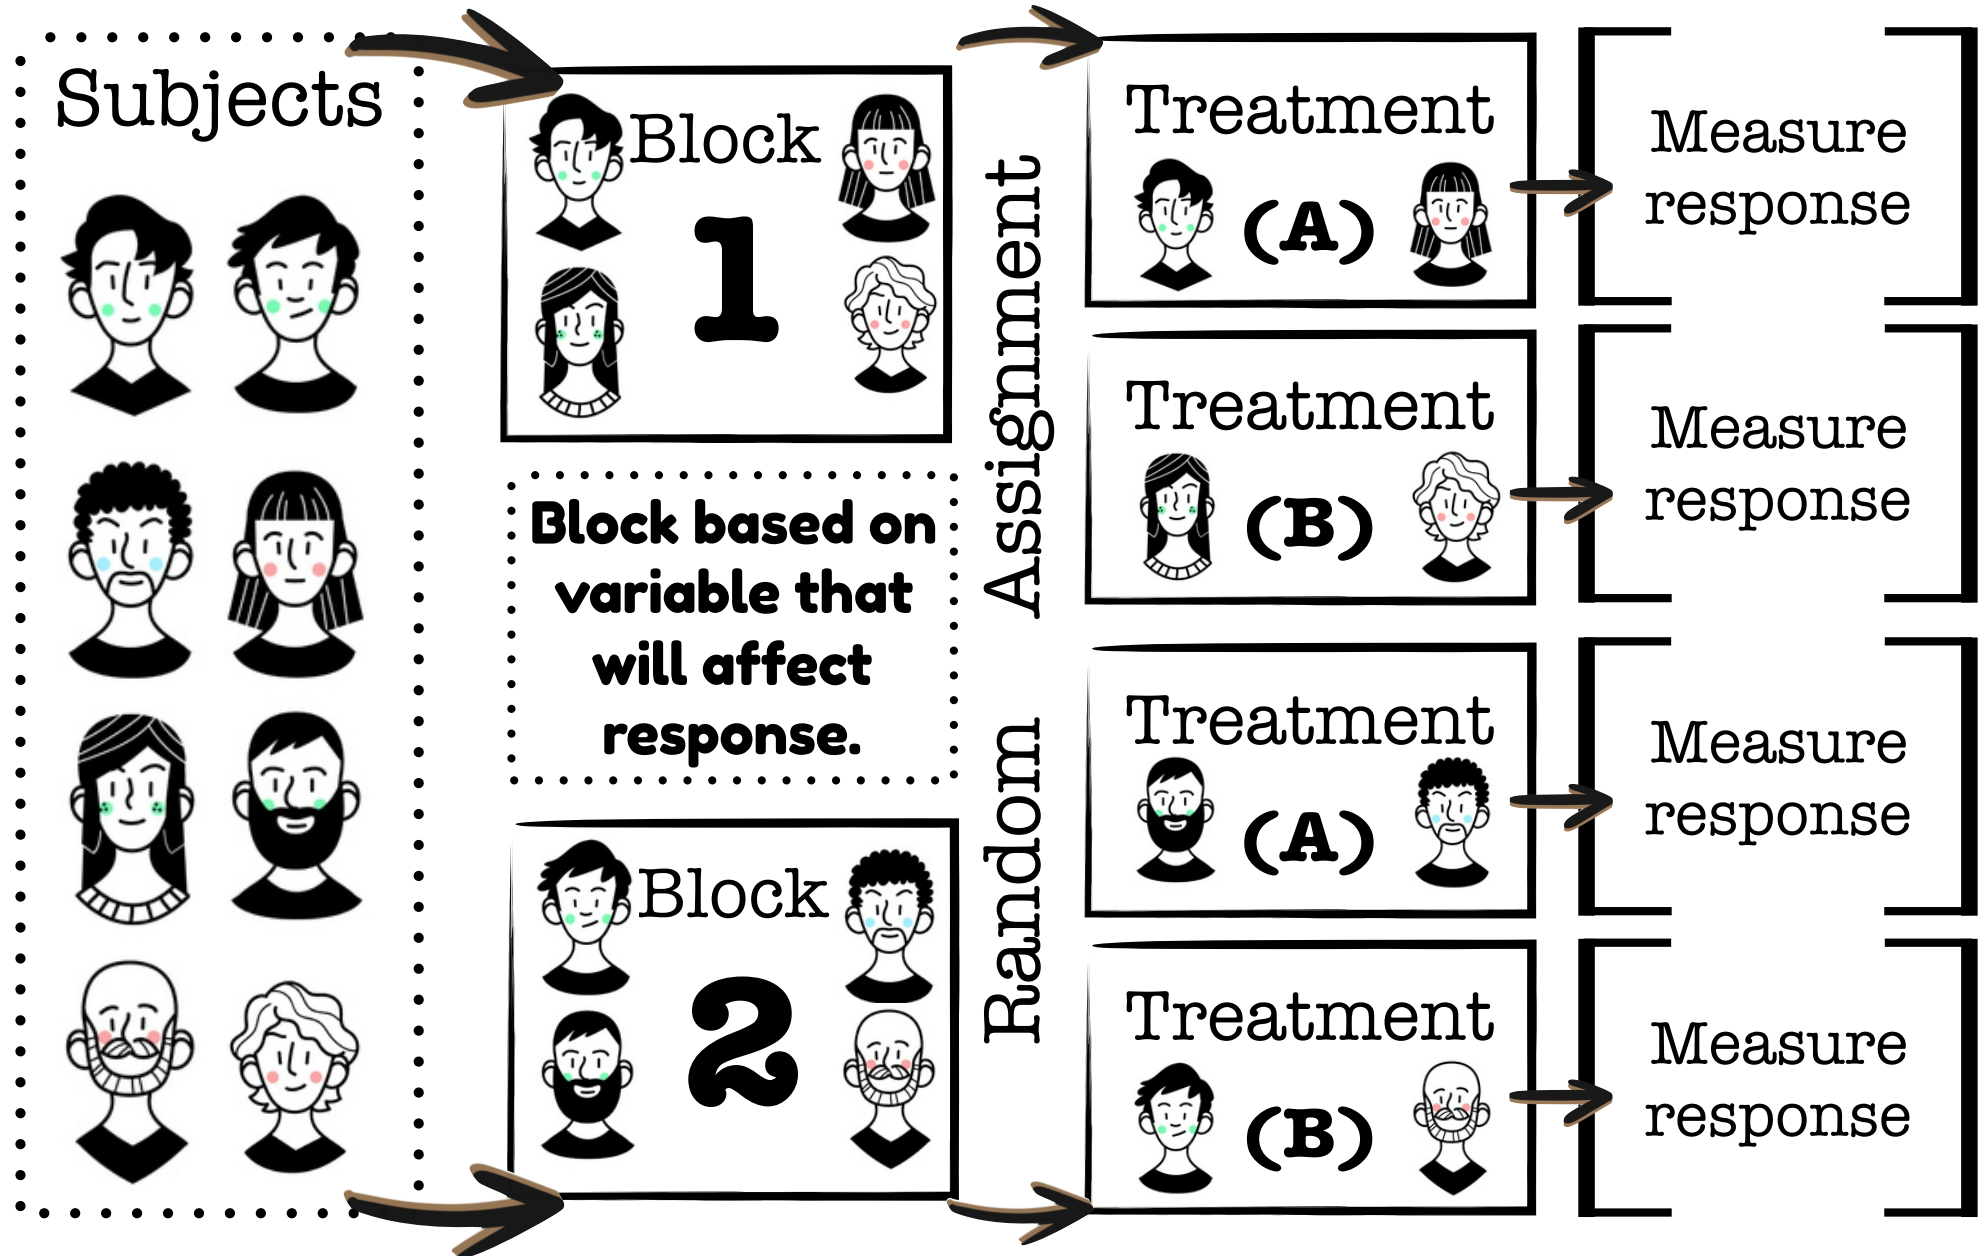 Subjects
Block
1
Block based on
variable that
will affect
response.
Block
2
Random Assignment
Treatment
(A)
Measure
response
Treatment
(B)
Measure
response
Treatment
(A)
Measure
response
Treatment
(B)
Measure
response